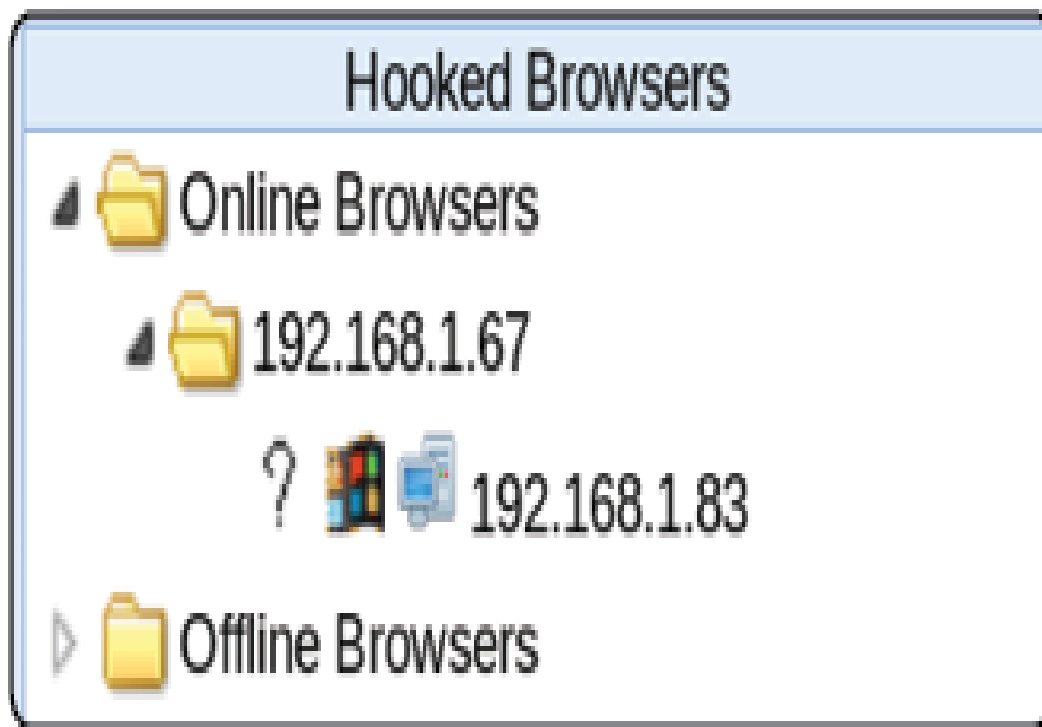 Hooked Browsers
Online Browsers
192.168.1.67
? 192.168.1.83
Offline Browsers